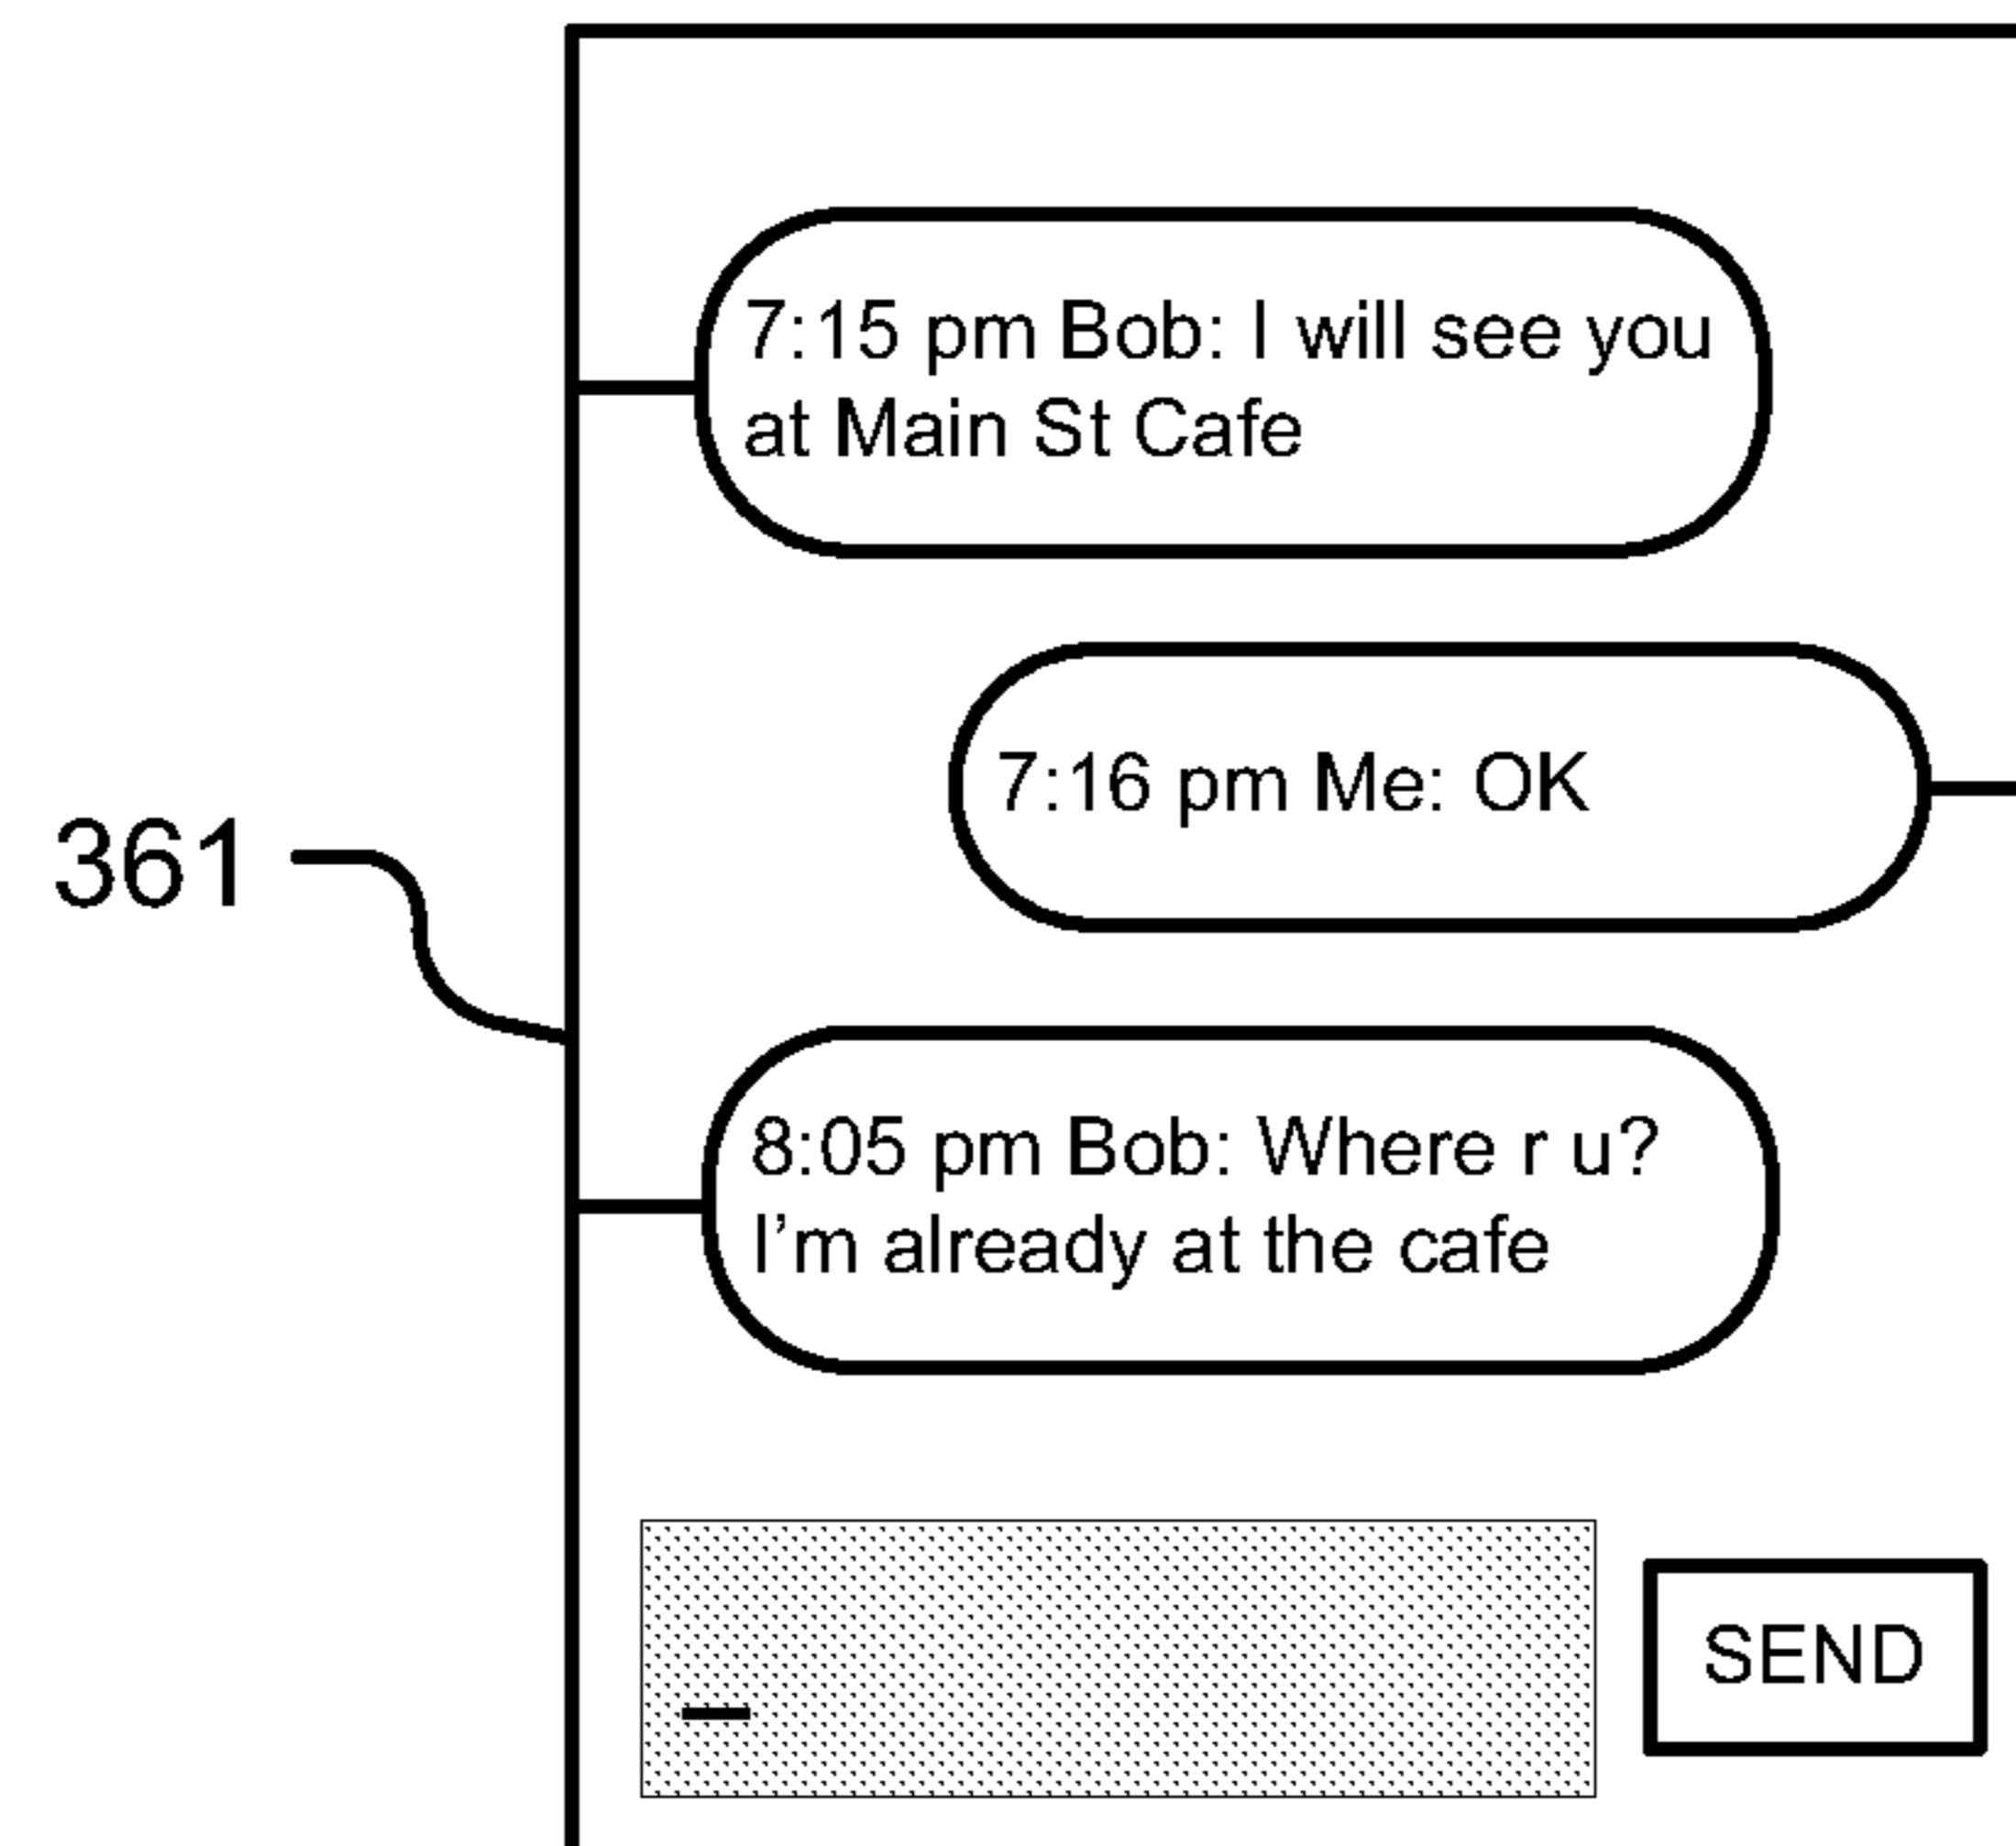 7:15 pm Bob: I will see you
at Main St Cafe
7:16 pm Me: OK
361
8:05 pm Bob: Where r u?
I'm already at the cafe
SEND